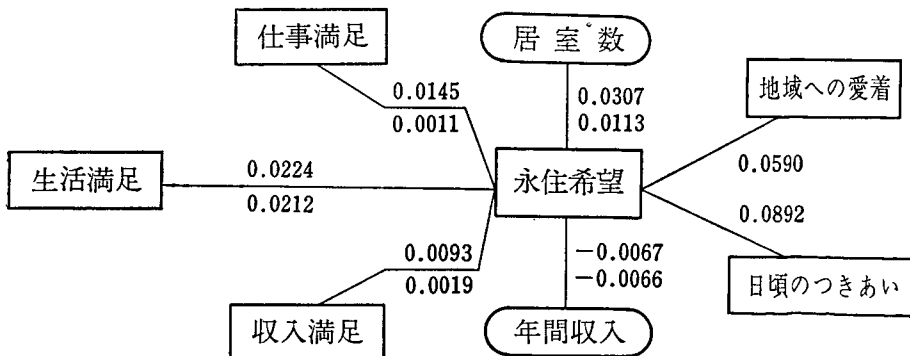 仕事満足
居室数
地域への愛着
0.0145
0.0011
0.0307
0.0113
生活満足
0.0224
0.0212
永住希望
0.0590
0.0892
0.0093
0.0019
−0.0067
−0.0066
日頃のつきあい
収入満足
年間収入